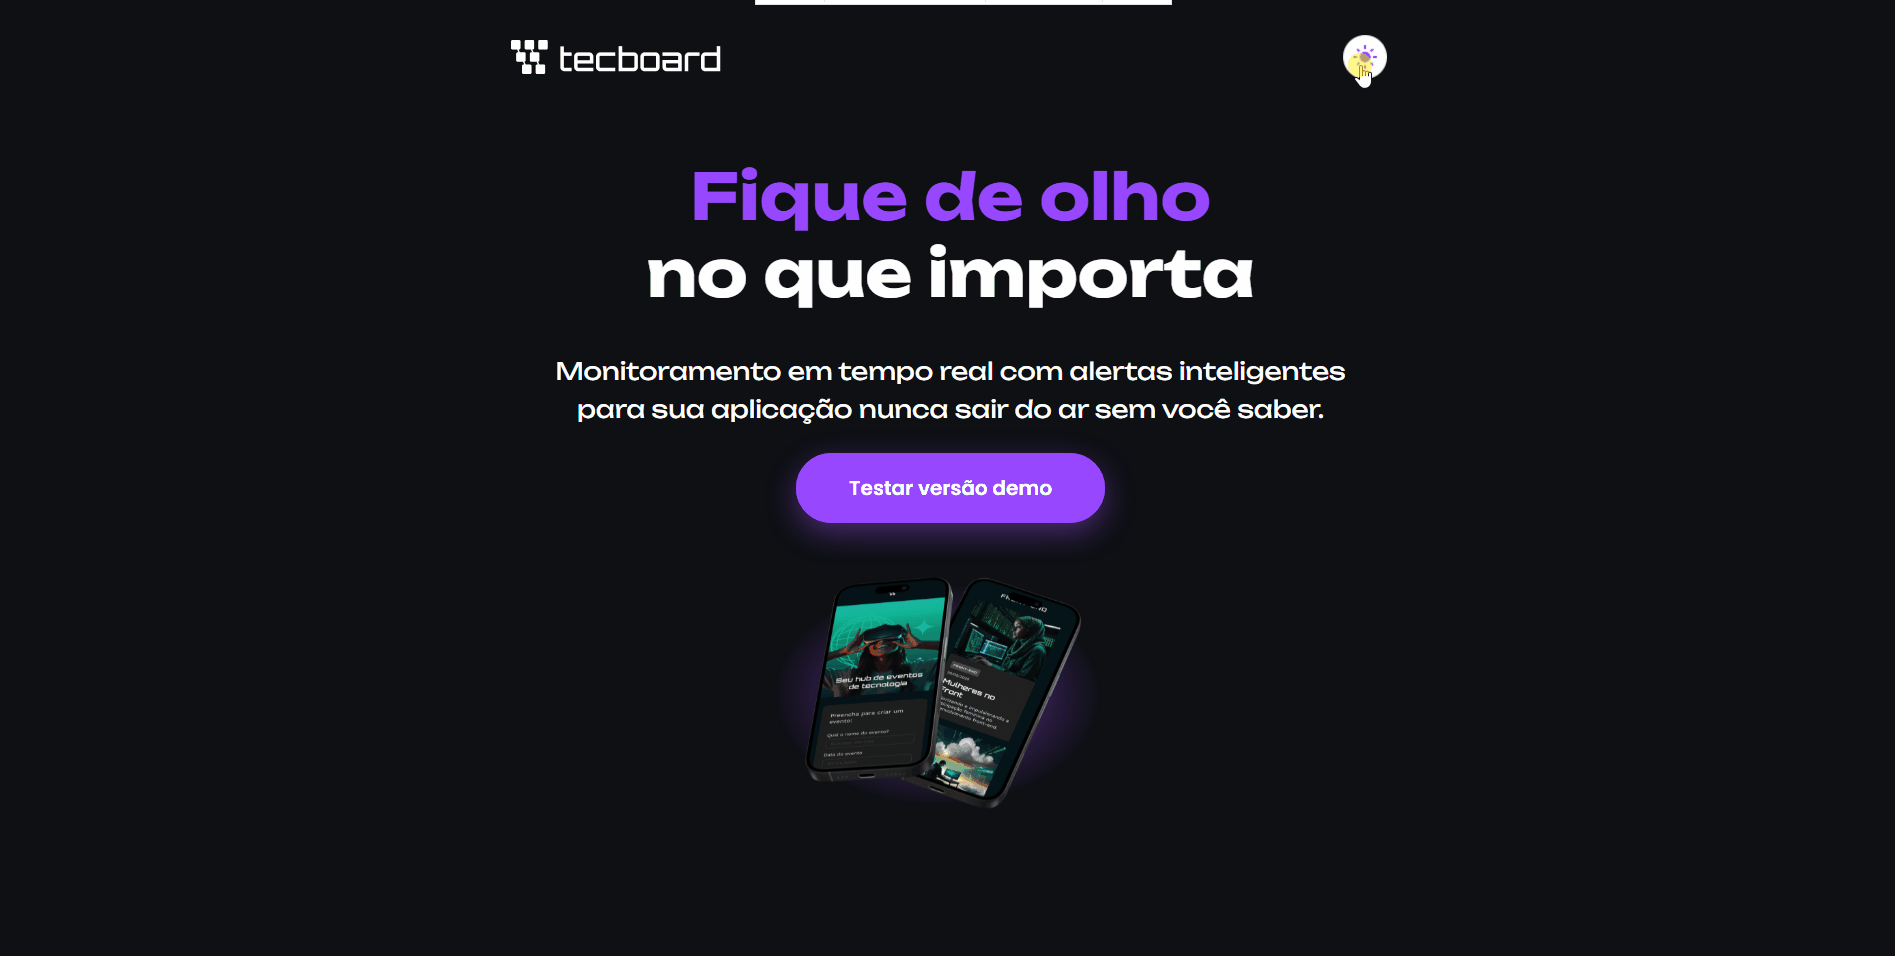 tecboard
Fique de olho
no que importa
Monitoramento em tempo real com alertas inteligentes
para sua aplicação nunca sair do ar sem você saber.
Testar versão demo
Seu hub de eventos
de tecnologia
Preencha para criar um
evento:
Qual o nome do evento?
Data do evento
Mulheres no
Front